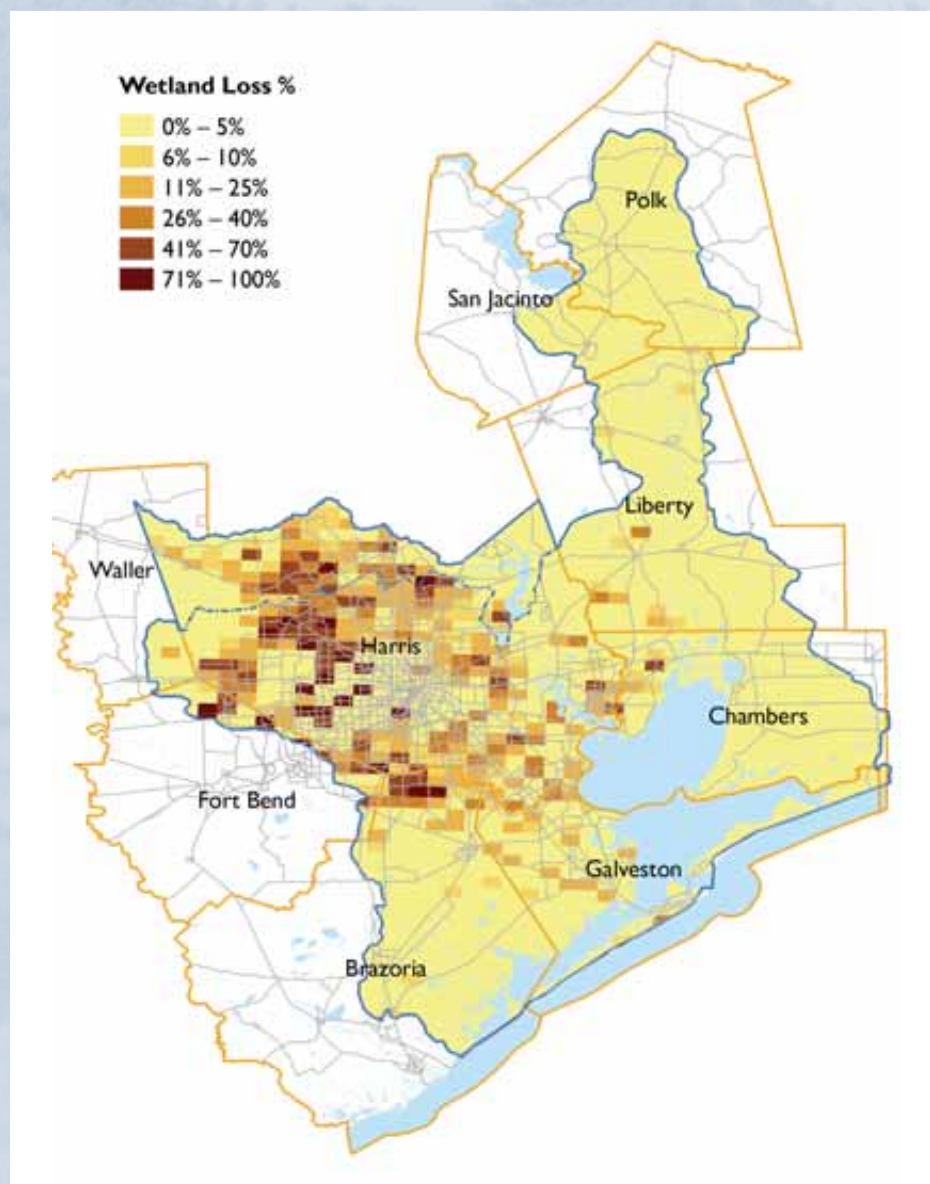 Wetland Loss %
0% – 5%
6% – 10%
11% – 25%
26% – 40%
41% – 70%
71% – 100%
Polk
San Jacinto
Liberty
Waller
Harris
Chambers
Fort Bend
Galveston
Brazoria